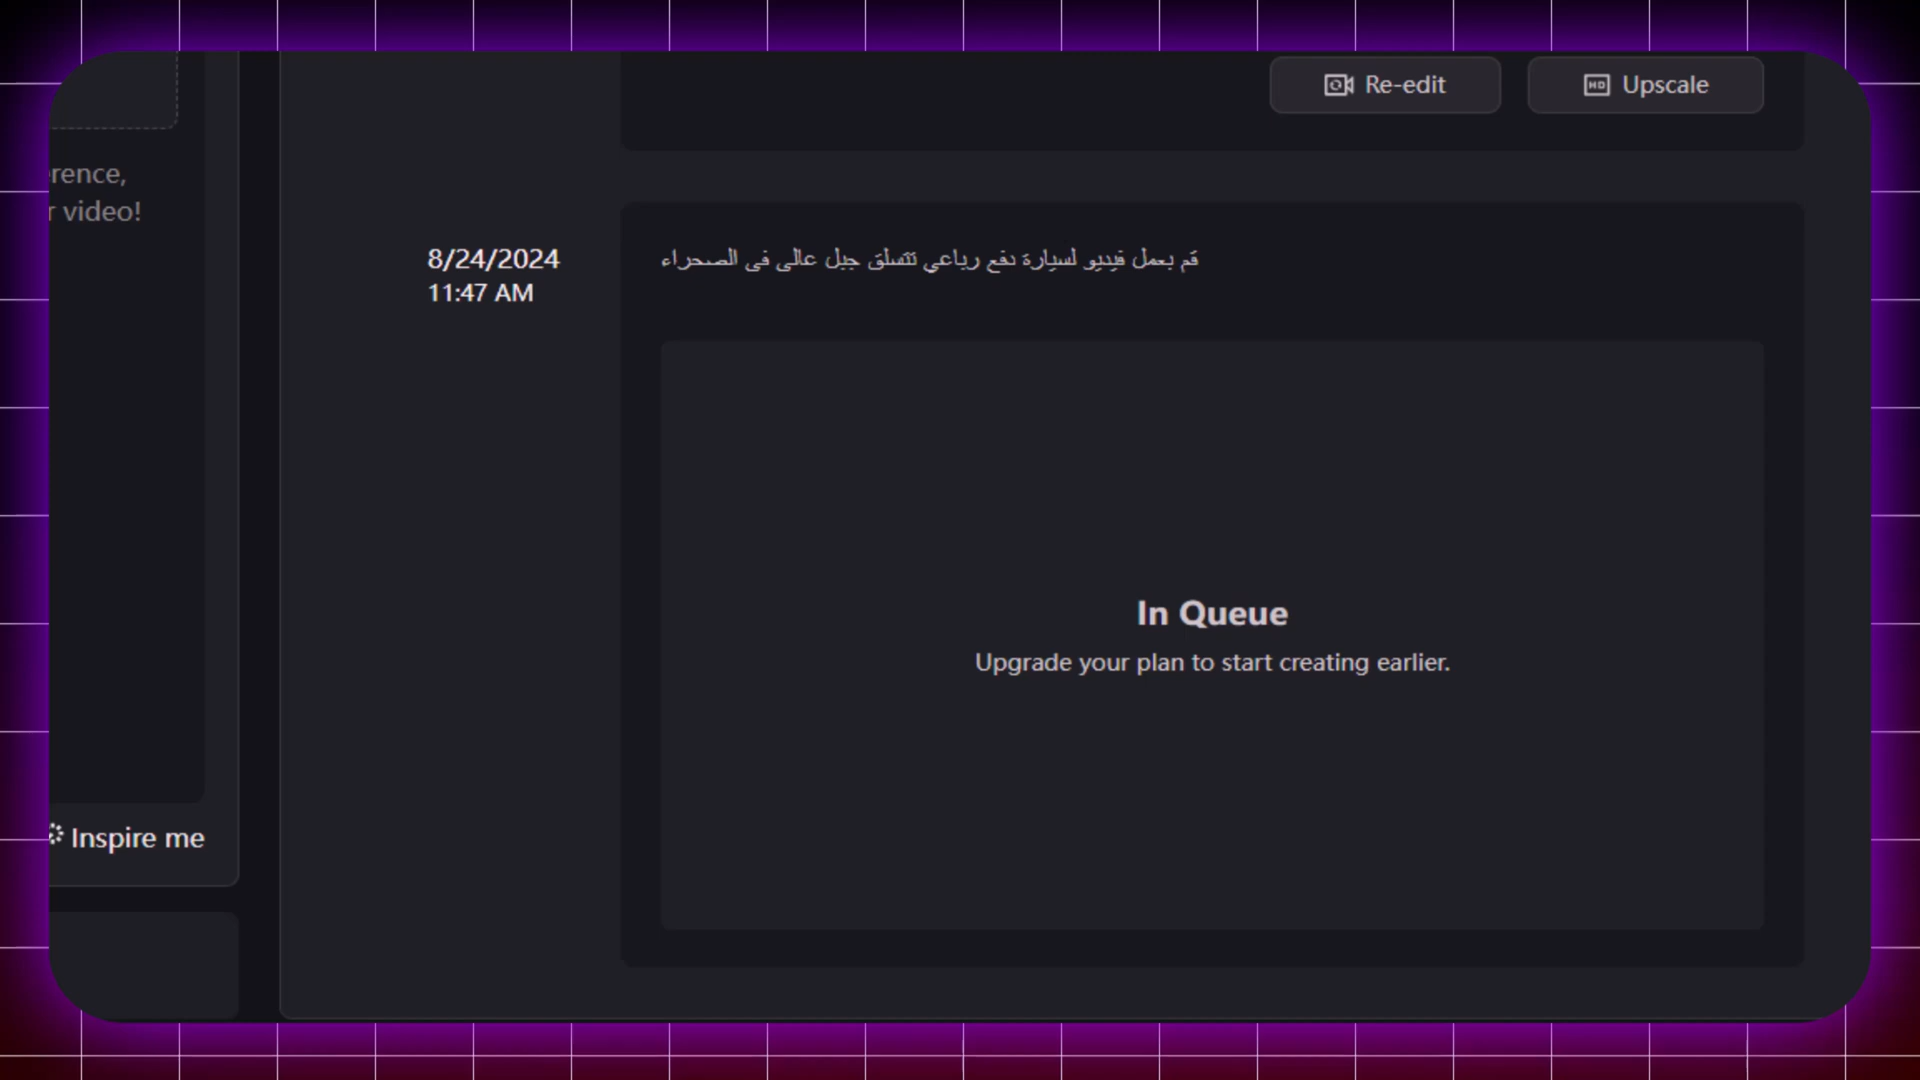 Re-edit
Upscale
erence,
r video!
8/24/2024
11:47 AM
قم بعمل فيديو لسيارة دفع رباعي تتسلق جبل عالى فى الصحراء
In Queue
Upgrade your plan to start creating earlier.
Inspire me